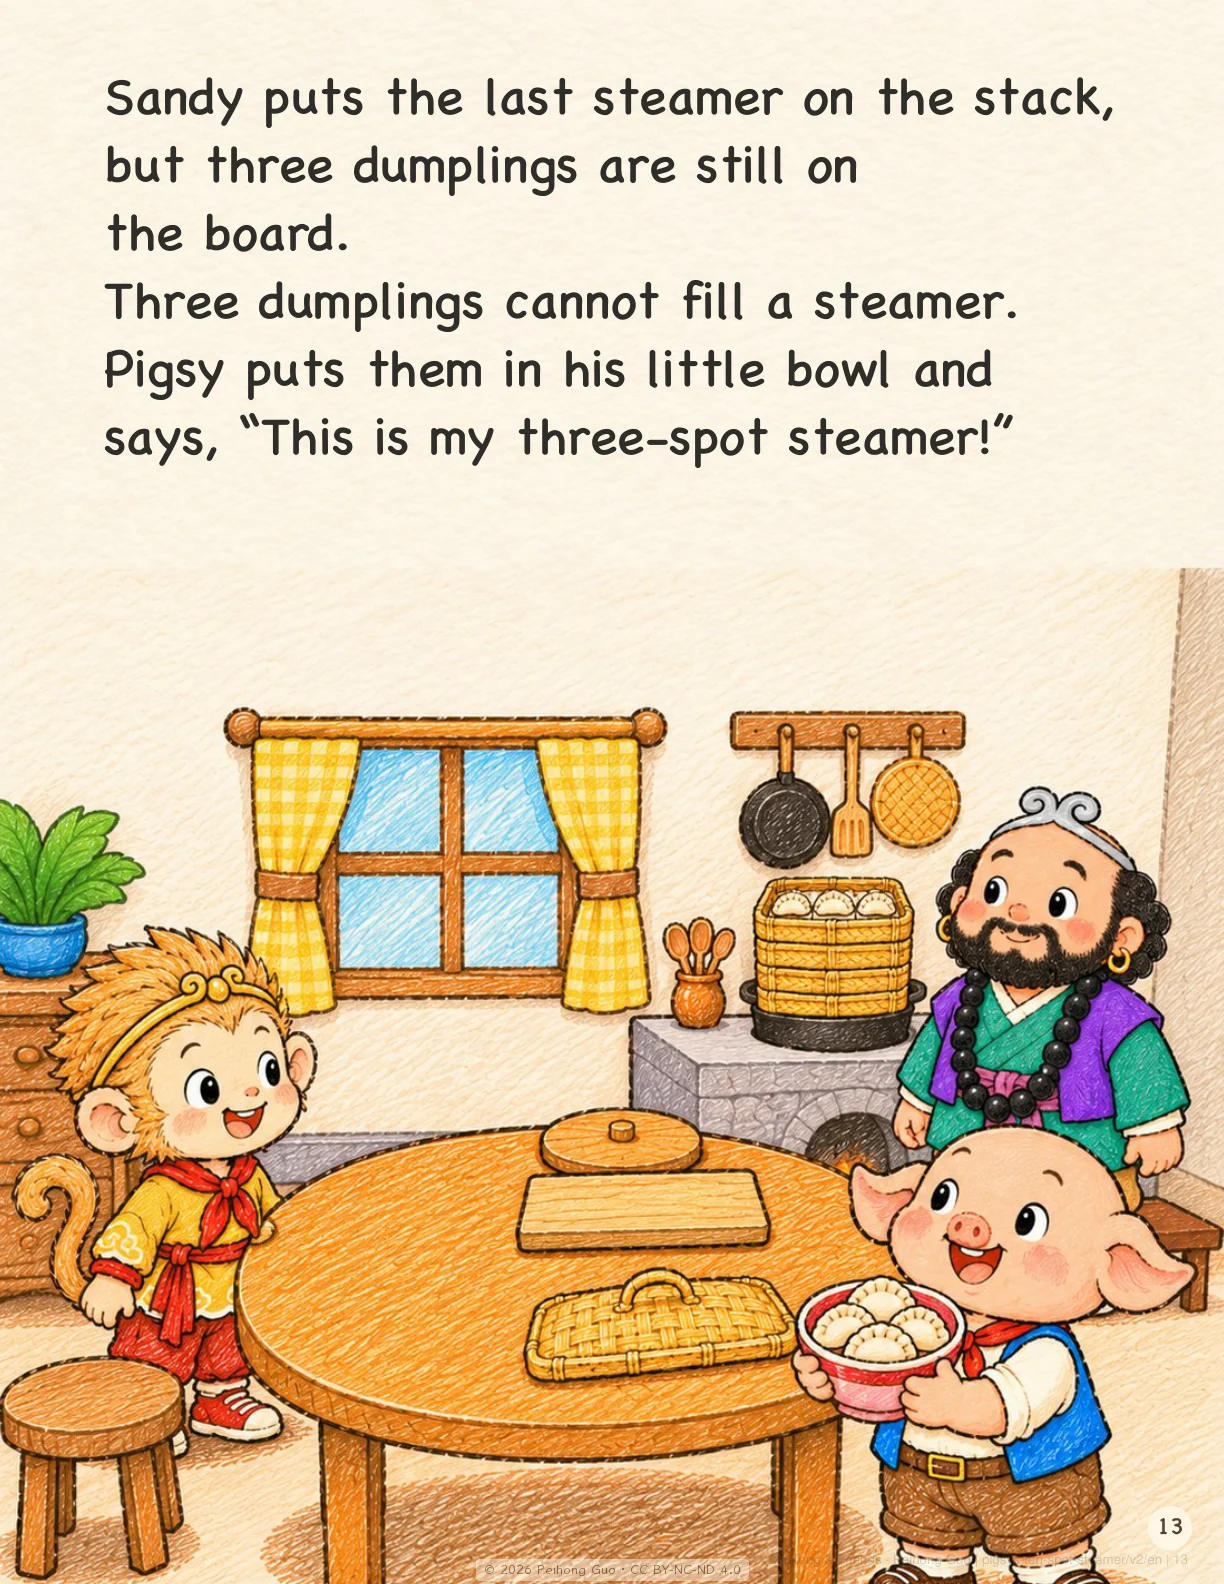 Sandy puts the last steamer on the stack,
but three dumplings are still on
the board.
Three dumplings cannot fill a steamer.
Pigsy puts them in his little bowl and
says, “This is my three-spot steamer!”
13
© 2026 Peihong Guo • CC BY-NC-ND 4.0